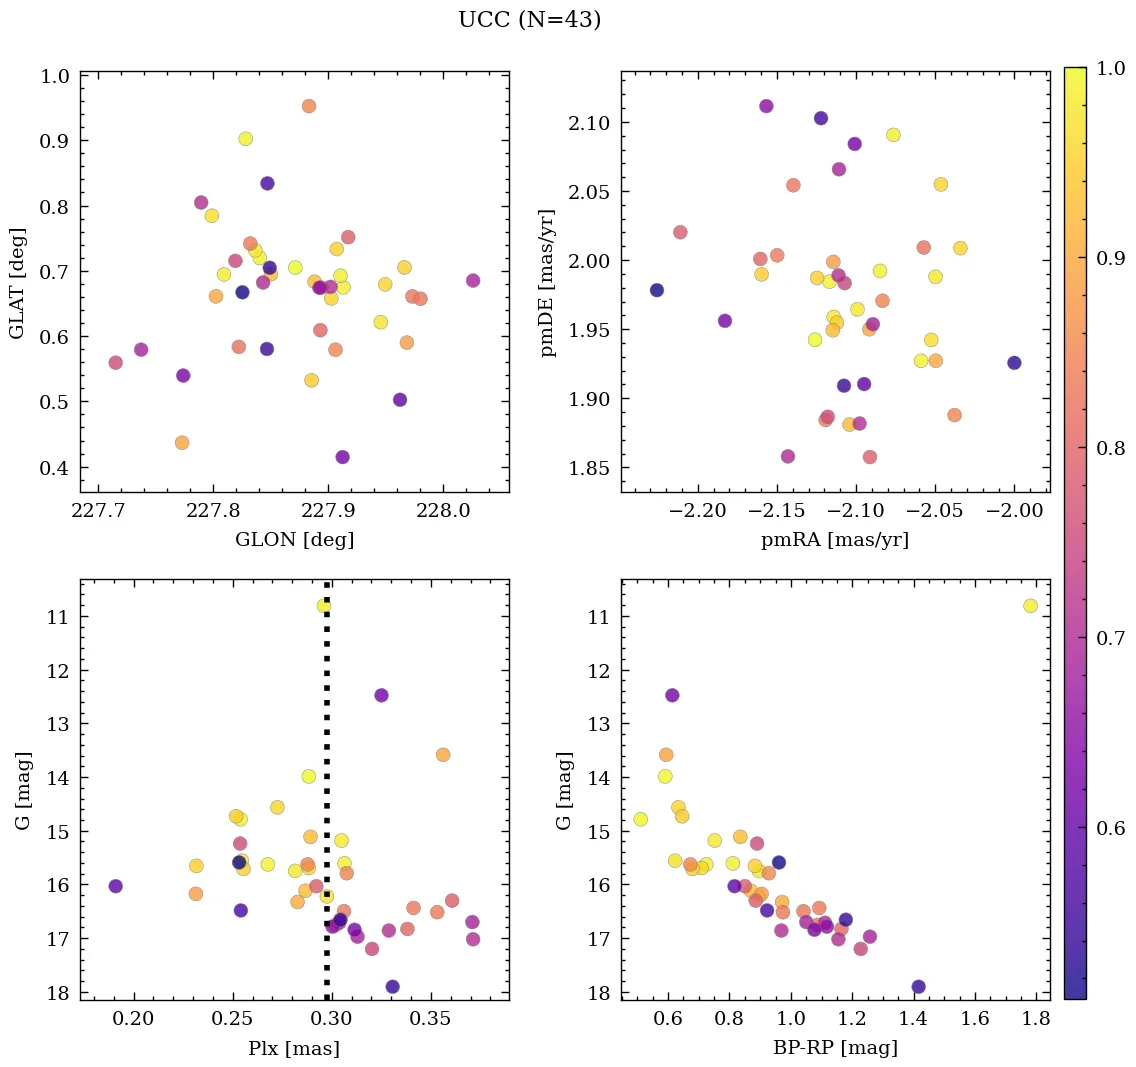 UCC (N=43)
1.0
0.9
0.8
0.7
0.6
0.5
0.4
GLAT [deg]
227.7 227.8 227.9 228.0
GLON [deg]
2.10
2.05
2.00
1.95
1.90
1.85
pmDE [mas/yr]
−2.20 −2.15 −2.10 −2.05 −2.00
pmRA [mas/yr]
1.0
0.9
0.8
0.7
0.6
11
12
13
14
15
16
17
18
G [mag]
0.20 0.25 0.30 0.35
Plx [mas]
11
12
13
14
15
16
17
18
G [mag]
0.6 0.8 1.0 1.2 1.4 1.6 1.8
BP-RP [mag]